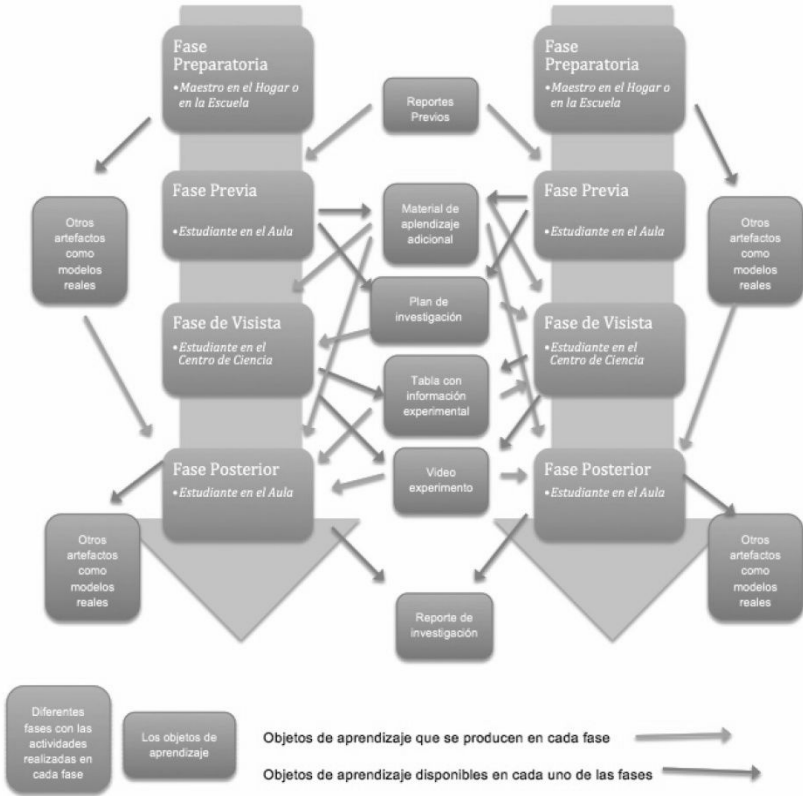 Fase
Preparatoria
•Maestro en el Hogar o
en la Escuela
Fase
Preparatoria
•Maestro en el Hogar o
en la Escuela
Reportes
Previos
Fase Previa
•Estudiante en el Aula
Fase Previa
•Estudiante en el Aula
Otros
artefactos
como
modelos
reales
Material de
aplendizaje
adicional
Otros
artefactos
como
modelos
reales
Plan de
investigación
Fase de Visista
•Estudiante en el
Centro de Ciencia
Fase de Visista
•Estudiante en el
Centro de Ciencia
Tabla con
información
experimental
Fase Posterior
•Estudiante en el Aula
Video
experimento
Fase Posterior
•Estudiante en el Aula
Otros
artefactos
como
modelos
reales
Otros
artefactos
como
modelos
reales
Reporte de
investigación
Diferentes
fases con las
actividades
realizadas en
cada fase
Los objetos de
aprendizaje
Objetos de aprendizaje que se producen en cada fase
Objetos de aprendizaje disponibles en cada uno de las fases